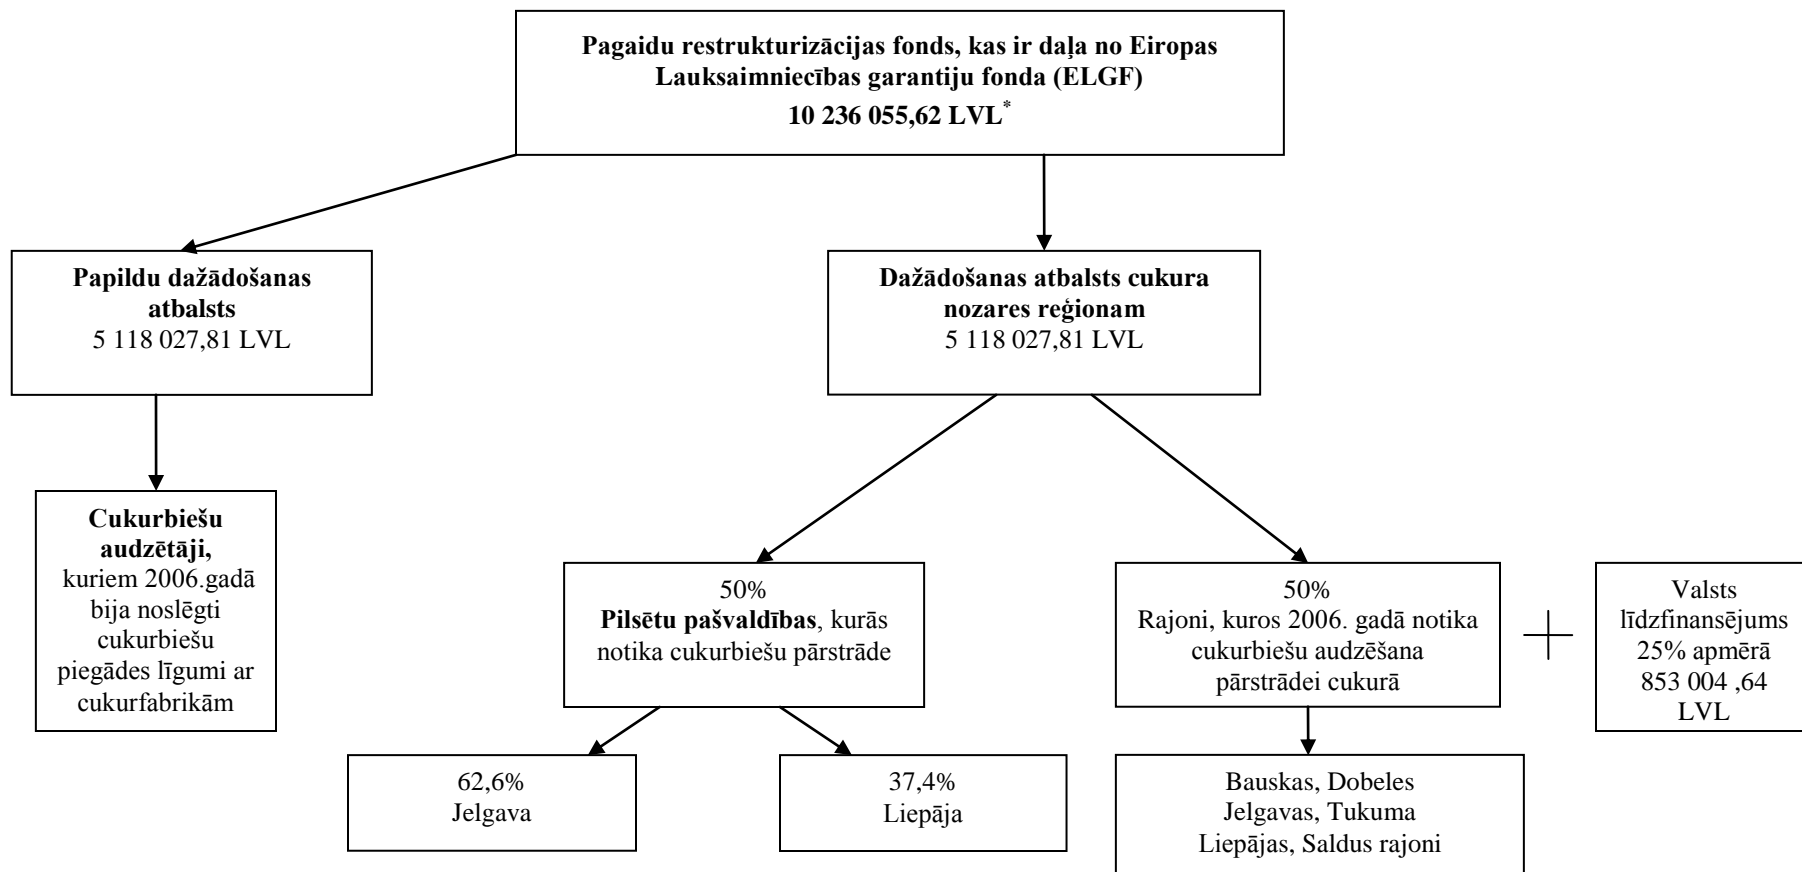 Pagaidu restrukturizācijas fonds, kas ir daļa no Eiropas
Lauksaimniecības garantiju fonda (ELGF)
10 236 055,62 LVL*
Papildu dažādošanas
atbalsts
5 118 027,81 LVL
Dažādošanas atbalsts cukura
nozares reģionam
5 118 027,81 LVL
Cukurbiešu
audzētāji,
kuriem 2006.gadā
bija noslēgti
cukurbiešu
piegādes līgumi ar
cukurfabrikām
50%
Pilsētu pašvaldības, kurās
notika cukurbiešu pārstrāde
50%
Rajoni, kuros 2006. gadā notika
cukurbiešu audzēšana
pārstrādei cukurā
Valsts
līdzfinansējums
25% apmērā
853 004 ,64
LVL
62,6%
Jelgava
37,4%
Liepāja
Bauskas, Dobeles
Jelgavas, Tukuma
Liepājas, Saldus rajoni